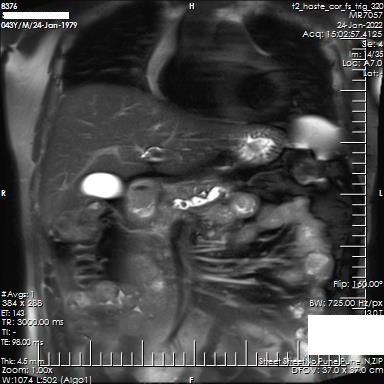 8376
043Y/M/24-Jan-1979
H
t2_haste_cor_fs_trig_320
MR7057
24-Jan-2022
Acq: 15:02:57.4125
Se: 4
Im: 14/35
Loc: A7.0
R
L
#Avgs: 1
384 x 288
ET: 143
TR: 3000.00 ms
TI: -
TE: 98.00 ms
Thk: 4.5 mm
Zoom: 1.00x
W:1074 L:502 (Algo1)
F
Flip: 160.00°
BW: 725.00 Hz/px
DFOV: 37.0 x 37.0 cm